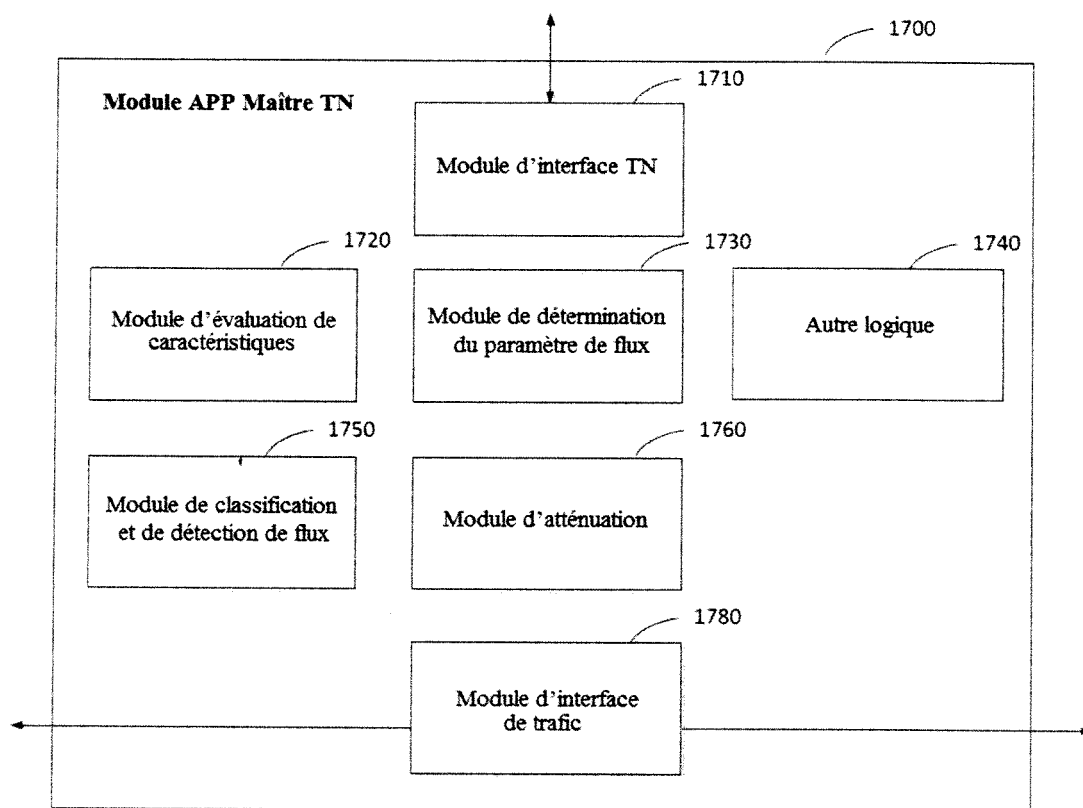 1700
Module APP Maître TN
1710
Module d'interface TN
1720
1730
1740
Module d'évaluation de
caractéristiques
Module de détermination
du paramètre de flux
Autre logique
1750
1760
Module de classification
et de détection de flux
Module d'atténuation
1780
Module d'interface
de trafic